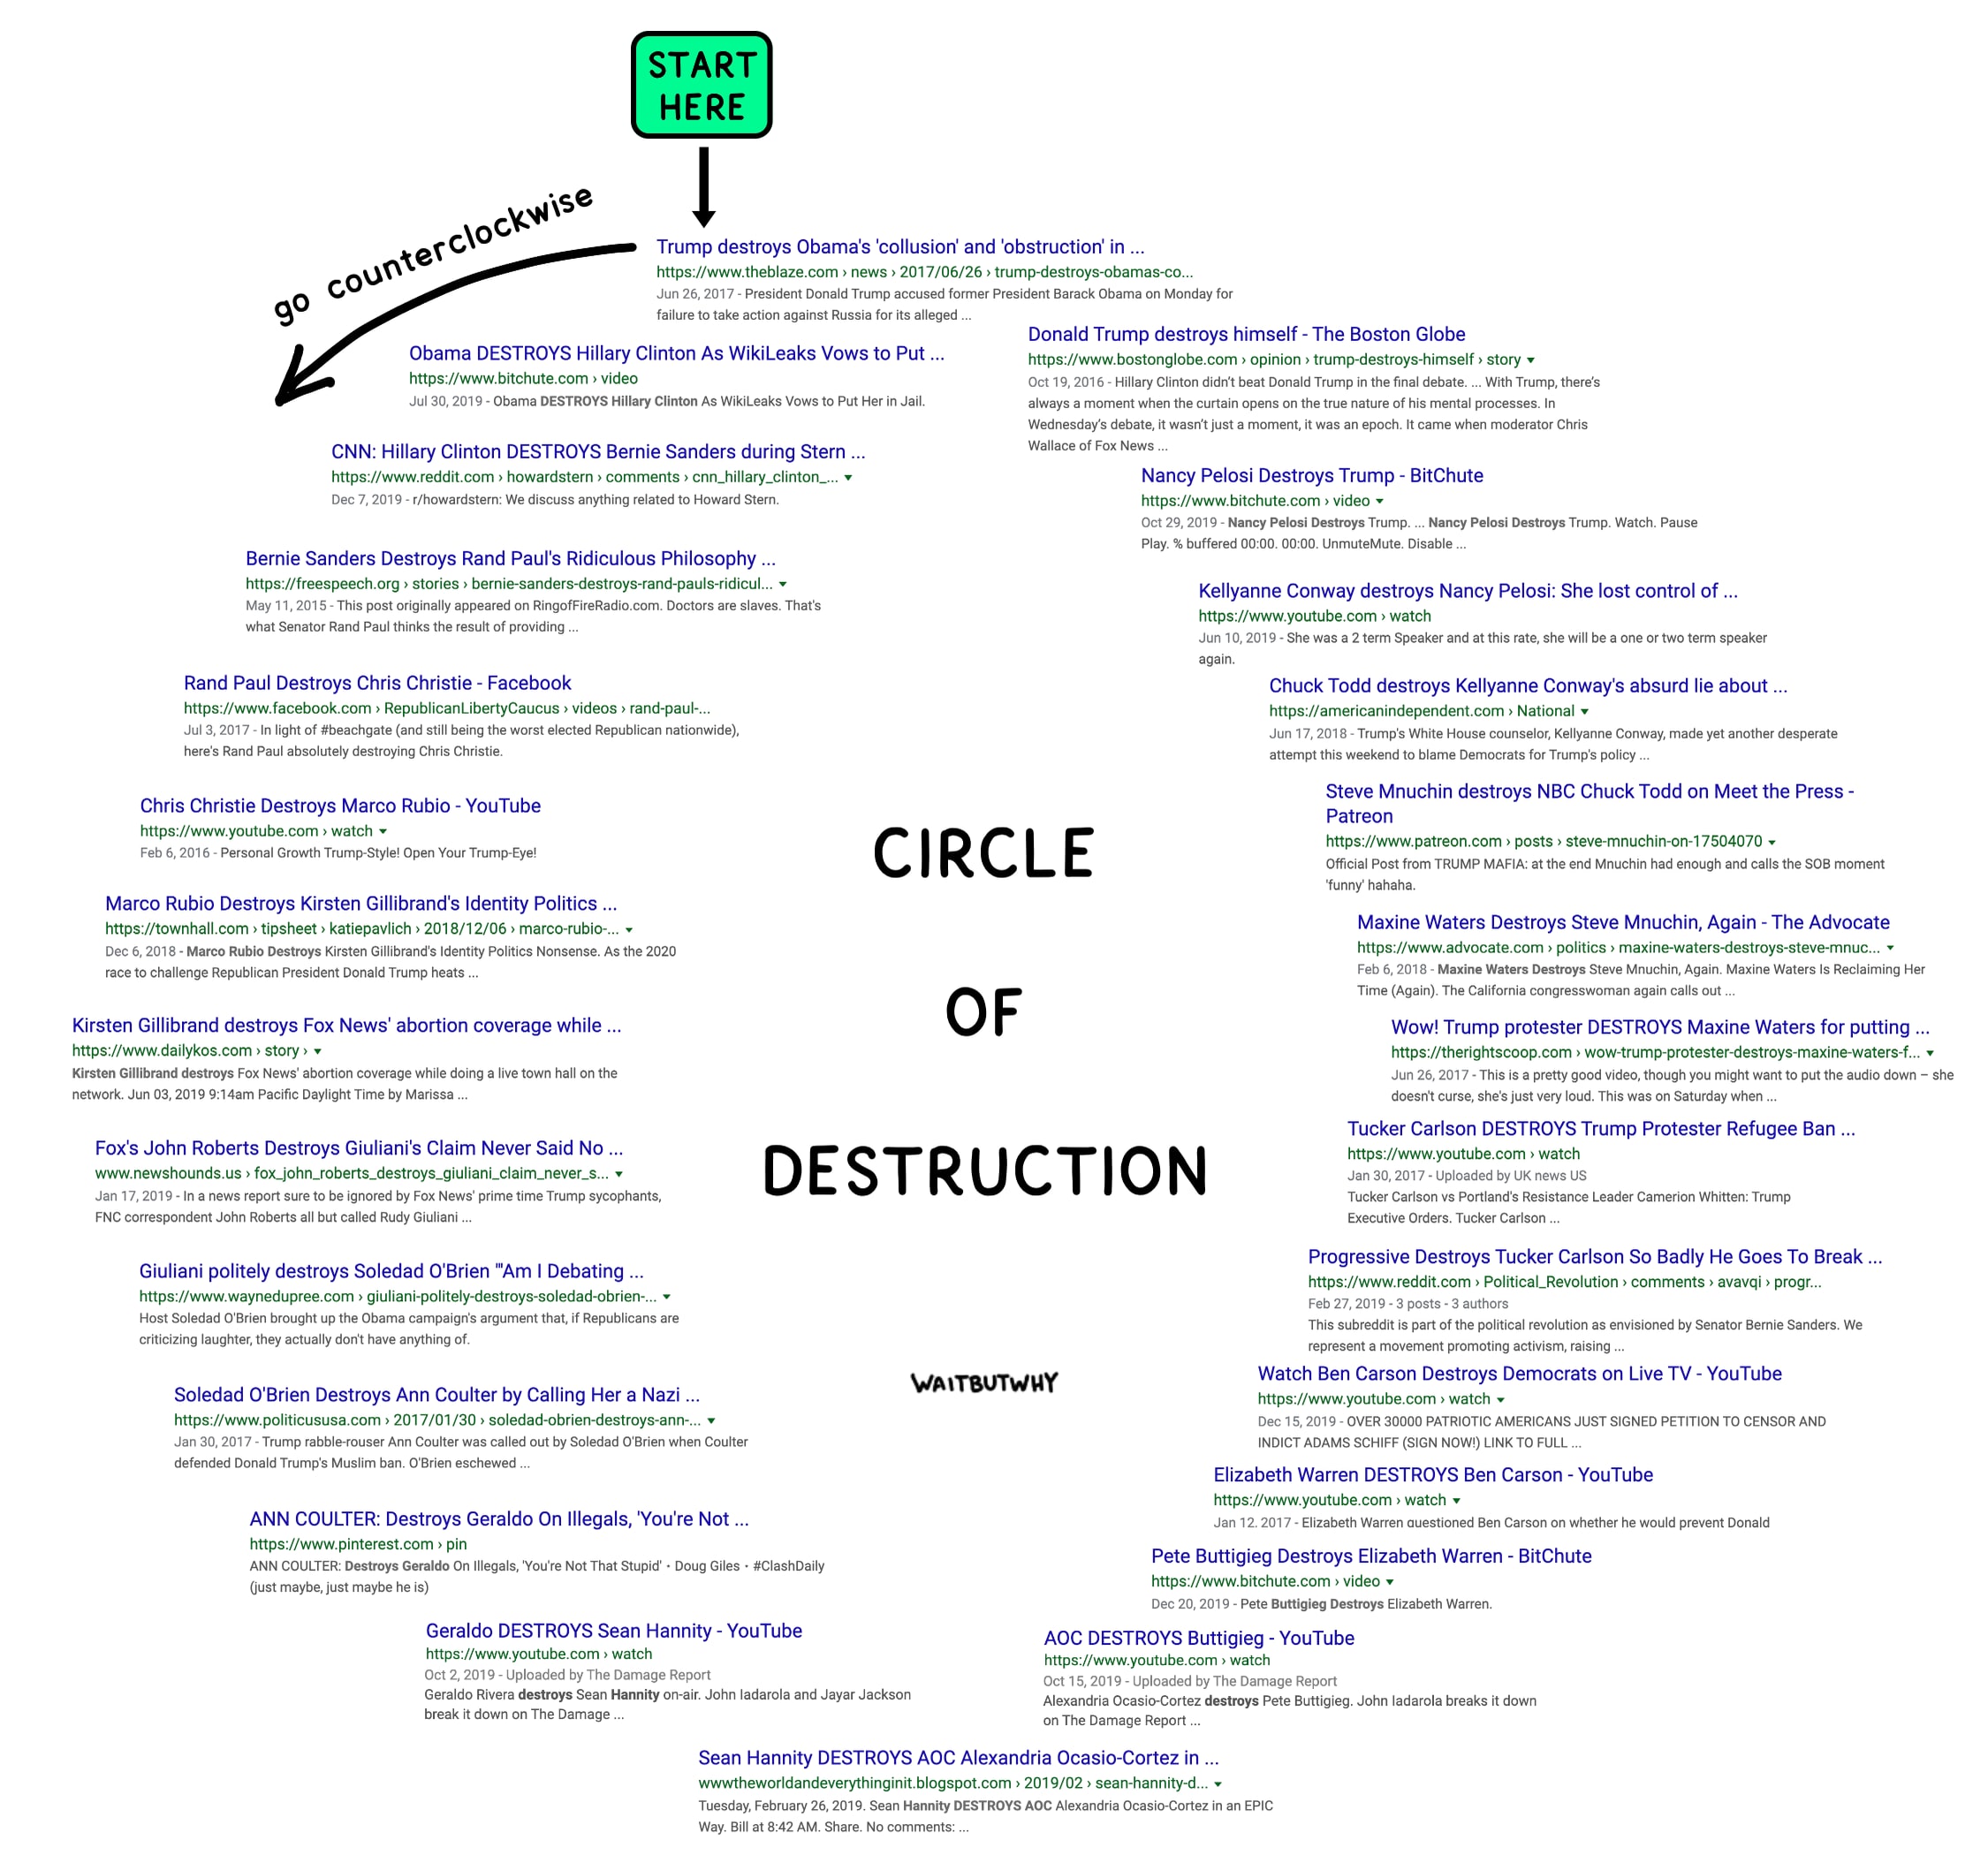 START
HERE
go counterclockwise
Trump destroys Obama's 'collusion' and 'obstruction' in ...
https://www.theblaze.com › news › 2017/06/26 › trump-destroys-obamas-co...
Jun 26, 2017 - President Donald Trump accused former President Barack Obama on Monday for
failure to take action against Russia for its alleged ...
Obama DESTROYS Hillary Clinton As WikiLeaks Vows to Put ...
https://www.bitchute.com › video
Jul 30, 2019 - Obama DESTROYS Hillary Clinton As WikiLeaks Vows to Put Her in Jail.
CNN: Hillary Clinton DESTROYS Bernie Sanders during Stern ...
https://www.reddit.com › howardstern › comments › cnn_hillary_clinton_...
Dec 7, 2019 - r/howardstern: We discuss anything related to Howard Stern.
Bernie Sanders Destroys Rand Paul's Ridiculous Philosophy ...
https://freespeech.org › stories › bernie-sanders-destroys-rand-pauls-ridicul...
May 11, 2015 - This post originally appeared on RingofFireRadio.com. Doctors are slaves. That's
what Senator Rand Paul thinks the result of providing ...
Rand Paul Destroys Chris Christie - Facebook
https://www.facebook.com › RepublicanLibertyCaucus › videos › rand-paul-...
Jul 3, 2017 - In light of #beachgate (and still being the worst elected Republican nationwide),
here's Rand Paul absolutely destroying Chris Christie.
Chris Christie Destroys Marco Rubio - YouTube
https://www.youtube.com › watch
Feb 6, 2016 - Personal Growth Trump-Style! Open Your Trump-Eye!
Marco Rubio Destroys Kirsten Gillibrand's Identity Politics ...
https://townhall.com › tipsheet › katiepavlich › 2018/12/06 › marco-rubio-...
Dec 6, 2018 - Marco Rubio Destroys Kirsten Gillibrand's Identity Politics Nonsense. As the 2020
race to challenge Republican President Donald Trump heats ...
Kirsten Gillibrand destroys Fox News' abortion coverage while ...
https://www.dailykos.com › story ›
Kirsten Gillibrand destroys Fox News' abortion coverage while doing a live town hall on the
network. Jun 03, 2019 9:14am Pacific Daylight Time by Marissa ...
Fox's John Roberts Destroys Giuliani's Claim Never Said No ...
www.newshounds.us › fox_john_roberts_destroys_giuliani_claim_never_s...
Jan 17, 2019 - In a news report sure to be ignored by Fox News' prime time Trump sycophants,
FNC correspondent John Roberts all but called Rudy Giuliani ...
Giuliani politely destroys Soledad O'Brien "'Am I Debating ...
https://www.waynedupree.com › giuliani-politely-destroys-soledad-obrien-...
Host Soledad O'Brien brought up the Obama campaign's argument that, if Republicans are
criticizing laughter, they actually don't have anything of.
Soledad O'Brien Destroys Ann Coulter by Calling Her a Nazi ...
https://www.politicususa.com › 2017/01/30 › soledad-obrien-destroys-ann-...
Jan 30, 2017 - Trump rabble-rouser Ann Coulter was called out by Soledad O'Brien when Coulter
defended Donald Trump's Muslim ban. O'Brien eschewed ...
ANN COULTER: Destroys Geraldo On Illegals, 'You're Not ...
https://www.pinterest.com › pin
ANN COULTER: Destroys Geraldo On Illegals, 'You're Not That Stupid' · Doug Giles · #ClashDaily
(just maybe, just maybe he is)
Geraldo DESTROYS Sean Hannity - YouTube
https://www.youtube.com › watch
Oct 2, 2019 - Uploaded by The Damage Report
Geraldo Rivera destroys Sean Hannity on-air. John Iadarola and Jayar Jackson
break it down on The Damage ...
Sean Hannity DESTROYS AOC Alexandria Ocasio-Cortez in ...
wwwtheworldandeverythinginit.blogspot.com › 2019/02 › sean-hannity-d...
Tuesday, February 26, 2019. Sean Hannity DESTROYS AOC Alexandria Ocasio-Cortez in an EPIC
Way. Bill at 8:42 AM. Share. No comments: ...
AOC DESTROYS Buttigieg - YouTube
https://www.youtube.com › watch
Oct 15, 2019 - Uploaded by The Damage Report
Alexandria Ocasio-Cortez destroys Pete Buttigieg. John Iadarola breaks it down
on The Damage Report ...
Pete Buttigieg Destroys Elizabeth Warren - BitChute
https://www.bitchute.com › video
Dec 20, 2019 - Pete Buttigieg Destroys Elizabeth Warren.
Elizabeth Warren DESTROYS Ben Carson - YouTube
https://www.youtube.com › watch
Jan 12, 2017 - Elizabeth Warren questioned Ben Carson on whether he would prevent Donald
Watch Ben Carson Destroys Democrats on Live TV - YouTube
https://www.youtube.com › watch
Dec 15, 2019 - OVER 30000 PATRIOTIC AMERICANS JUST SIGNED PETITION TO CENSOR AND
INDICT ADAMS SCHIFF (SIGN NOW!) LINK TO FULL ...
Progressive Destroys Tucker Carlson So Badly He Goes To Break ...
https://www.reddit.com › Political_Revolution › comments › avavqi › progr...
Feb 27, 2019 - 3 posts - 3 authors
This subreddit is part of the political revolution as envisioned by Senator Bernie Sanders. We
represent a movement promoting activism, raising ...
Tucker Carlson DESTROYS Trump Protester Refugee Ban ...
https://www.youtube.com › watch
Jan 30, 2017 - Uploaded by UK news US
Tucker Carlson vs Portland's Resistance Leader Camerion Whitten: Trump
Executive Orders. Tucker Carlson ...
Wow! Trump protester DESTROYS Maxine Waters for putting ...
https://therightscoop.com › wow-trump-protester-destroys-maxine-waters-f...
Jun 26, 2017 - This is a pretty good video, though you might want to put the audio down – she
doesn't curse, she's just very loud. This was on Saturday when ...
Maxine Waters Destroys Steve Mnuchin, Again - The Advocate
https://www.advocate.com › politics › maxine-waters-destroys-steve-mnuc...
Feb 6, 2018 - Maxine Waters Destroys Steve Mnuchin, Again. Maxine Waters Is Reclaiming Her
Time (Again). The California congresswoman again calls out ...
Steve Mnuchin destroys NBC Chuck Todd on Meet the Press -
Patreon
https://www.patreon.com › posts › steve-mnuchin-on-17504070
Official Post from TRUMP MAFIA: at the end Mnuchin had enough and calls the SOB moment
'funny' hahaha.
Chuck Todd destroys Kellyanne Conway's absurd lie about ...
https://americanindependent.com › National
Jun 17, 2018 - Trump's White House counselor, Kellyanne Conway, made yet another desperate
attempt this weekend to blame Democrats for Trump's policy ...
Kellyanne Conway destroys Nancy Pelosi: She lost control of ...
https://www.youtube.com › watch
Jun 10, 2019 - She was a 2 term Speaker and at this rate, she will be a one or two term speaker
again.
Nancy Pelosi Destroys Trump - BitChute
https://www.bitchute.com › video
Oct 29, 2019 - Nancy Pelosi Destroys Trump. ... Nancy Pelosi Destroys Trump. Watch. Pause
Play. % buffered 00:00. 00:00. UnmuteMute. Disable ...
Donald Trump destroys himself - The Boston Globe
https://www.bostonglobe.com › opinion › trump-destroys-himself › story
Oct 19, 2016 - Hillary Clinton didn't beat Donald Trump in the final debate. ... With Trump, there's
always a moment when the curtain opens on the true nature of his mental processes. In
Wednesday's debate, it wasn't just a moment, it was an epoch. It came when moderator Chris
Wallace of Fox News ...
CIRCLE
OF
DESTRUCTION
WAITBUTWHY